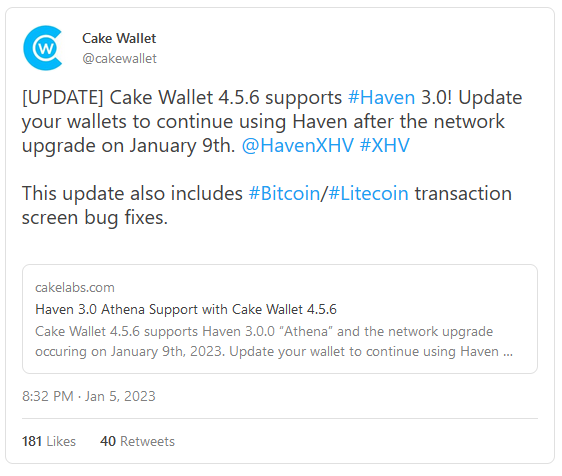 CW
Cake Wallet
@cakewallet
[UPDATE] Cake Wallet 4.5.6 supports #Haven 3.0! Update
your wallets to continue using Haven after the network
upgrade on January 9th. @HavenXHV #XHV
This update also includes #Bitcoin/#Litecoin transaction
screen bug fixes.
cakelabs.com
Haven 3.0 Athena Support with Cake Wallet 4.5.6
Cake Wallet 4.5.6 supports Haven 3.0.0 “Athena” and the network upgrade
occuring on January 9th, 2023. Update your wallet to continue using Haven ...
8:32 PM · Jan 5, 2023
181 Likes 40 Retweets